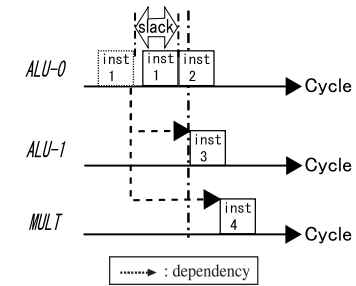 slack
ALU-0
inst
1
inst
1
inst
2
Cycle
ALU-1
inst
3
Cycle
MULT
inst
4
Cycle
: dependency